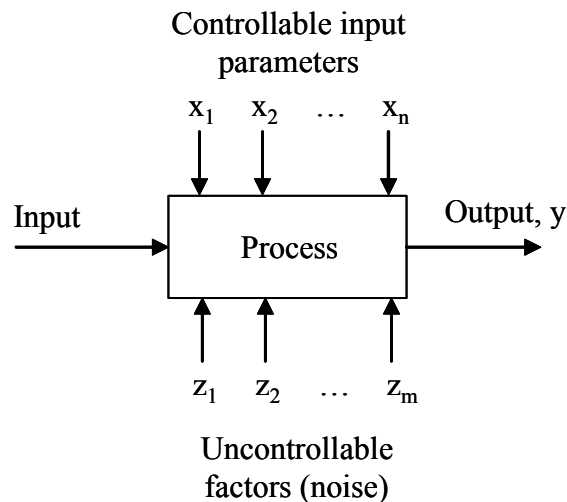 Controllable input
parameters
x₁ x₂ … xₙ
Input
Output, y
Process
z₁ z₂ … zₘ
Uncontrollable
factors (noise)